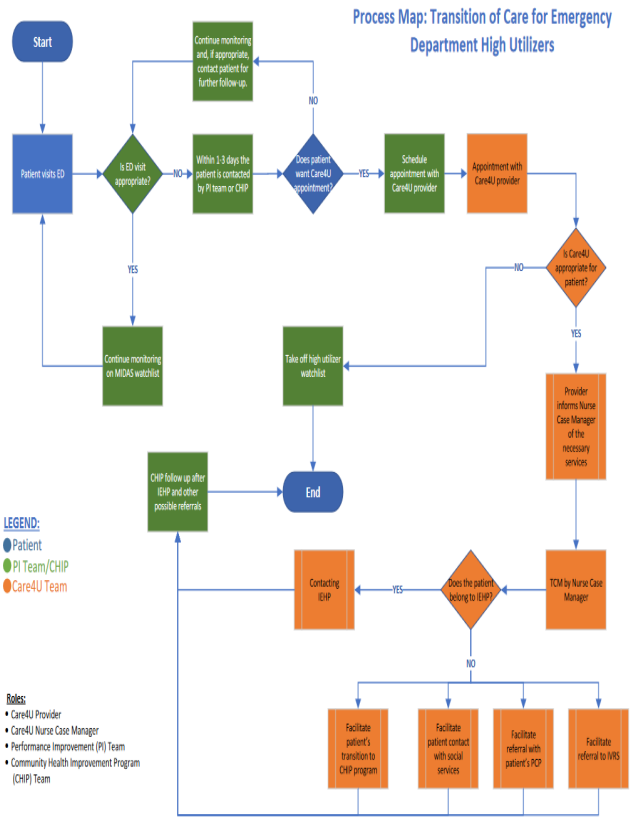 Process Map: Transition of Care for Emergency
Department High Utilizers
Start
Continue monitoring
and, if appropriate,
contact patient for
further follow-up.
NO
Patient visits ED
Is ED visit
appropriate?
NO
Within 1-3 days the
patient is contacted
by PI team or CHIP
Does patient
want Care4U
appointment?
YES
Schedule
appointment with
Care4U provider
Appointment with
Care4U provider
Is Care4U
appropriate for
patient?
NO
YES
YES
Continue monitoring
on MIDAS watchlist
Take off high utilizer
watchlist
Provider
informs Nurse
Case Manager
of the
necessary
services
CHIP follow up after
IEHP and other
possible referrals
End
LEGEND:
Patient
PI Team/CHIP
Care4U Team
Contacting
IEHP
YES
Does the patient
belong to IEHP?
TCM by Nurse Case
Manager
NO
Roles:
• Care4U Provider
• Care4U Nurse Case Manager
• Performance Improvement (PI) Team
• Community Health Improvement Program
(CHIP) Team
Facilitate
patient's
transition to
CHIP program
Facilitate
patient contact
with social
services
Facilitate
referral with
patient's PCP
Facilitate
referral to IVRS